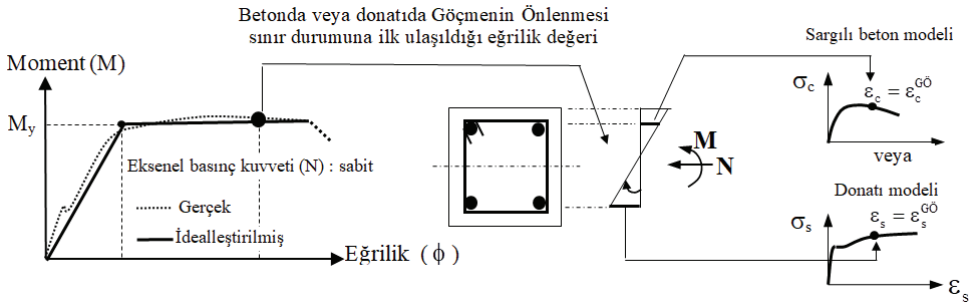 Betonda veya donatıda Göçmenin Önlenmesi
sınır durumuna ilk ulaşıldığı eğrilik değeri
Sargılı beton modeli
Moment (M)
My
Eksenel basınç kuvveti (N) : sabit
Gerçek
İdealleştirilmiş
Eğrilik ( ϕ )
M
N
σc
εc = εcGÖ
veya
Donatı modeli
σs
εs = εsGÖ
εs